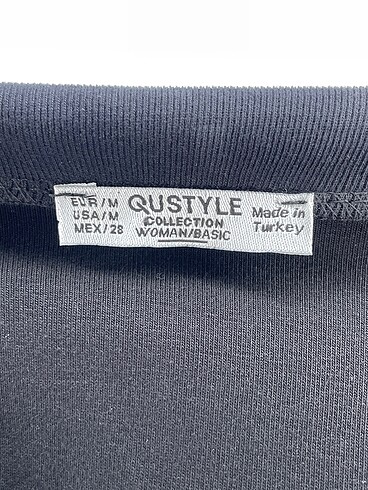 EUR/M
USA/M
MEX/28
QUSTYLE
COLLECTION
WOMAN/BASIC
Made in
Turkey